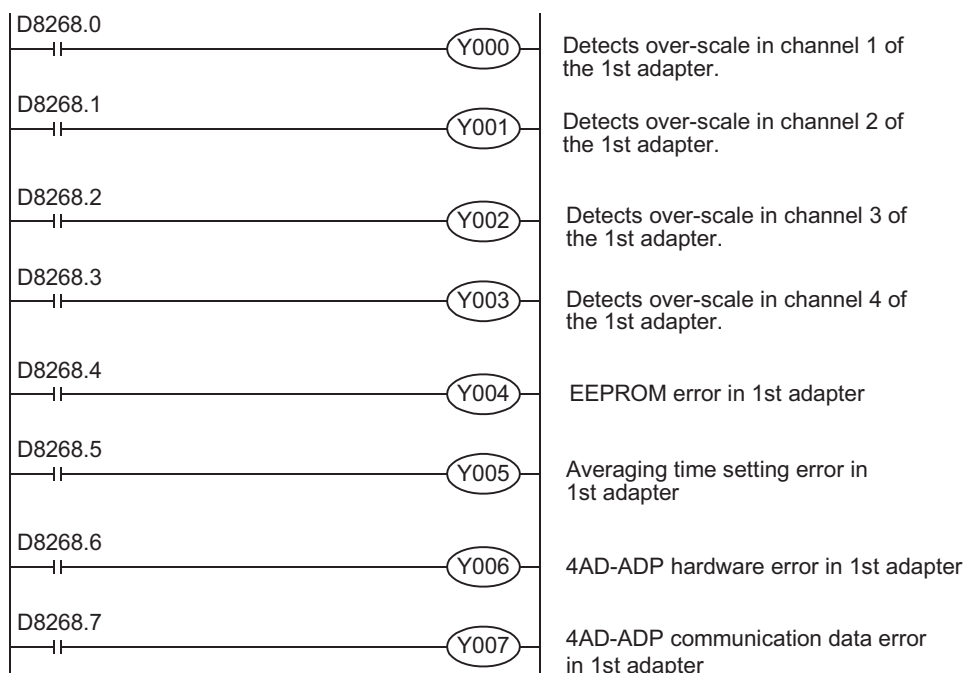 D8268.0
Y000
Detects over-scale in channel 1 of
the 1st adapter.
D8268.1
Y001
Detects over-scale in channel 2 of
the 1st adapter.
D8268.2
Y002
Detects over-scale in channel 3 of
the 1st adapter.
D8268.3
Y003
Detects over-scale in channel 4 of
the 1st adapter.
D8268.4
Y004
EEPROM error in 1st adapter
D8268.5
Y005
Averaging time setting error in
1st adapter
D8268.6
Y006
4AD-ADP hardware error in 1st adapter
D8268.7
Y007
4AD-ADP communication data error
in 1st adapter